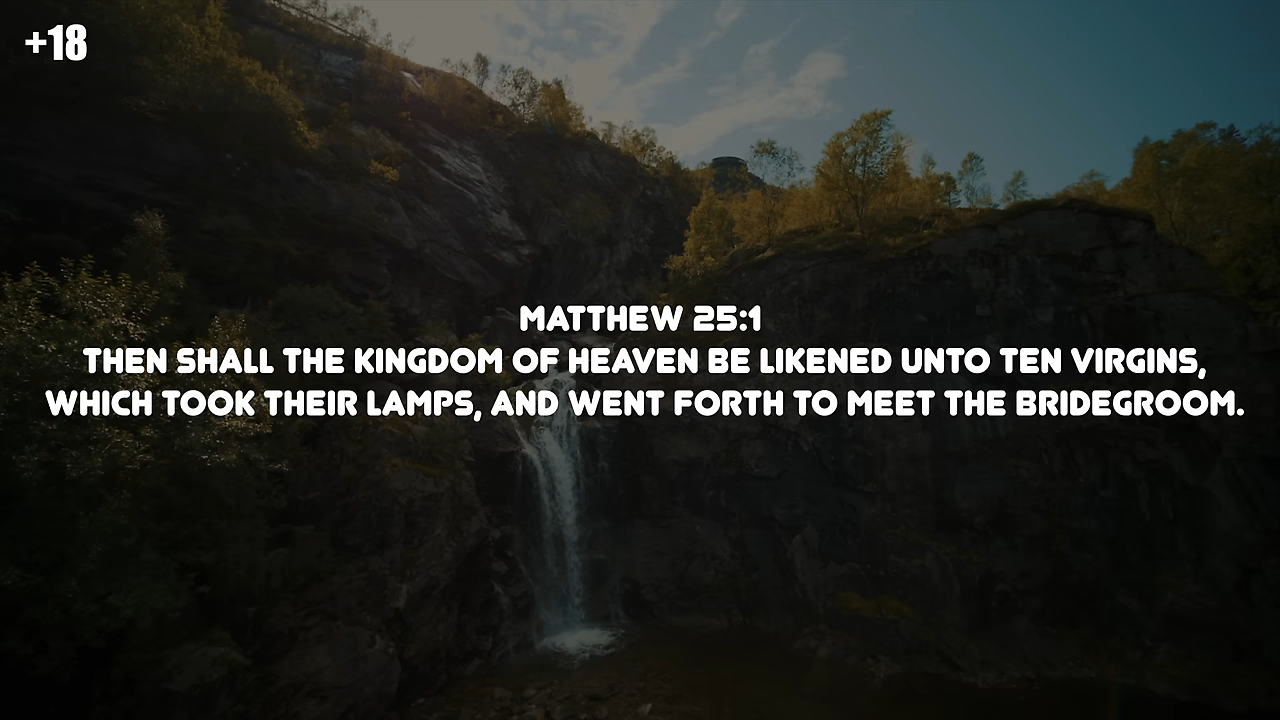 +18
MATTHEW 25:1
THEN SHALL THE KINGDOM OF HEAVEN BE LIKENED UNTO TEN VIRGINS,
WHICH TOOK THEIR LAMPS, AND WENT FORTH TO MEET THE BRIDEGROOM.